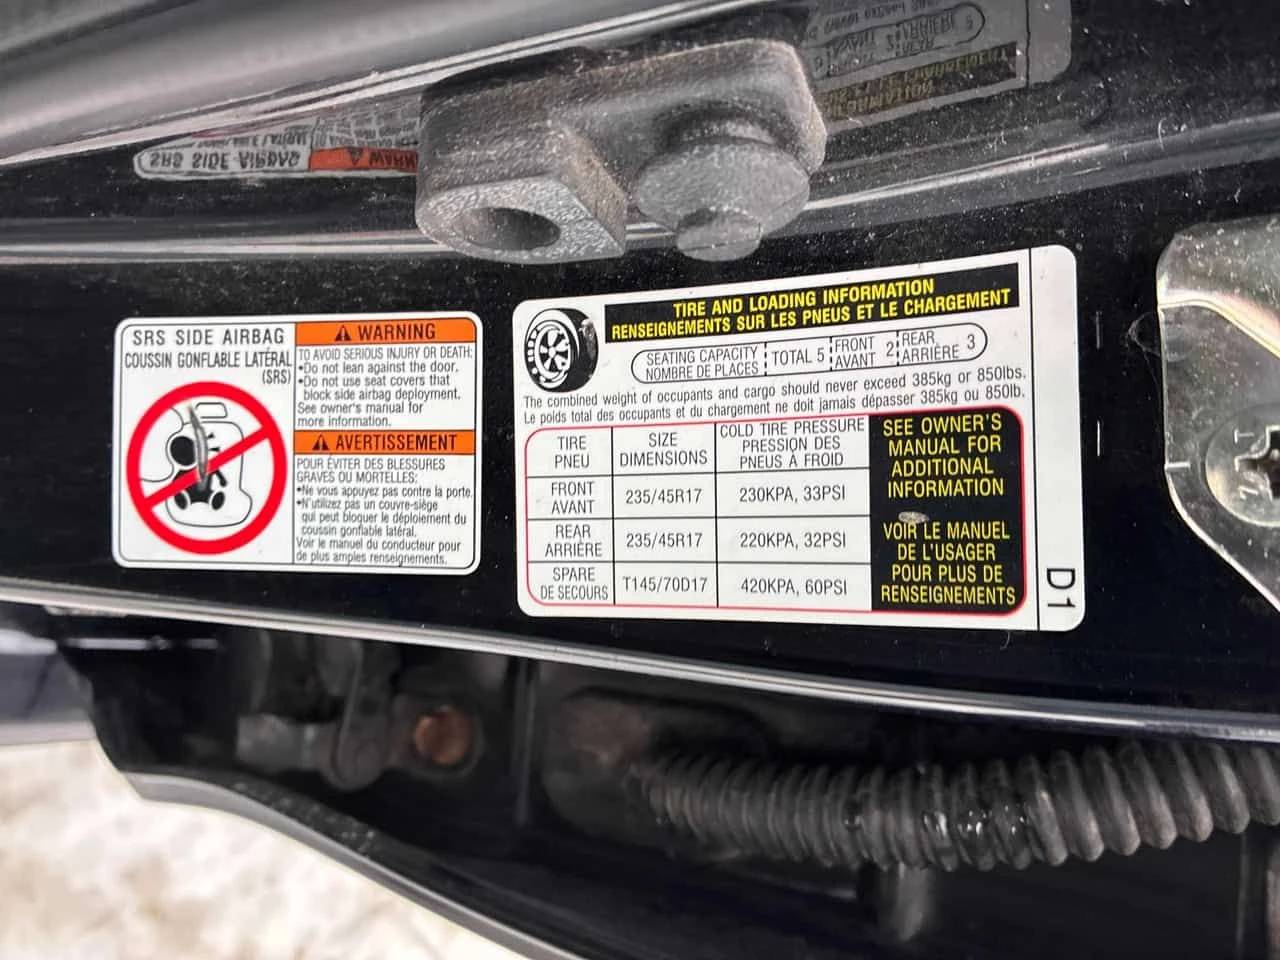 SRS SIDE AIRBAG
COUSSIN GONFLABLE LATÉRAL
(SRS)
WARNING
TO AVOID SERIOUS INJURY OR DEATH:
•Do not lean against the door.
•Do not use seat covers that
block side airbag deployment.
See owner's manual for
more information.
AVERTISSEMENT
POUR ÉVITER DES BLESSURES
GRAVES OU MORTELLES:
•Ne vous appuyez pas contre la porte.
•N'utilizez pas un couvre-siège
qui peut bloquer le déploiement du
coussin gonflable latéral.
Voir le manuel du conducteur pour
de plus amples renseignements.
TIRE AND LOADING INFORMATION
RENSEIGNEMENTS SUR LES PNEUS ET LE CHARGEMENT
SEATING CAPACITY
NOMBRE DE PLACES
TOTAL 5
FRONT
AVANT 2
REAR
ARRIÈRE 3
The combined weight of occupants and cargo should never exceed 385kg or 850lbs.
Le poids total des occupants et du chargement ne doit jamais dépasser 385kg ou 850lb.
TIRE
PNEU
SIZE
DIMENSIONS
COLD TIRE PRESSURE
PRESSION DES
PNEUS À FROID
FRONT
AVANT
235/45R17
230KPA, 33PSI
REAR
ARRIÈRE
235/45R17
220KPA, 32PSI
SPARE
DE SECOURS
T145/70D17
420KPA, 60PSI
SEE OWNER'S
MANUAL FOR
ADDITIONAL
INFORMATION
VOIR LE MANUEL
DE L'USAGER
POUR PLUS DE
RENSEIGNEMENTS
D1